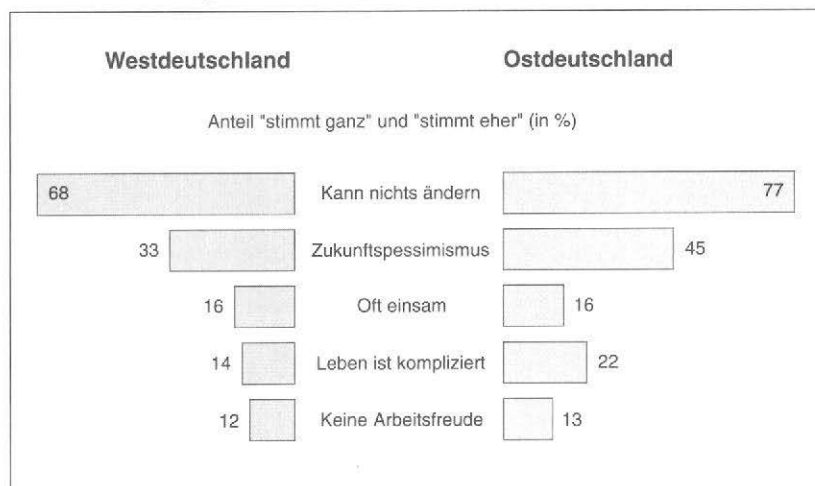 Westdeutschland Ostdeutschland
Anteil "stimmt ganz" und "stimmt eher" (in %)
68 Kann nichts ändern 77
33 Zukunftspessimismus 45
16 Oft einsam 16
14 Leben ist kompliziert 22
12 Keine Arbeitsfreude 13